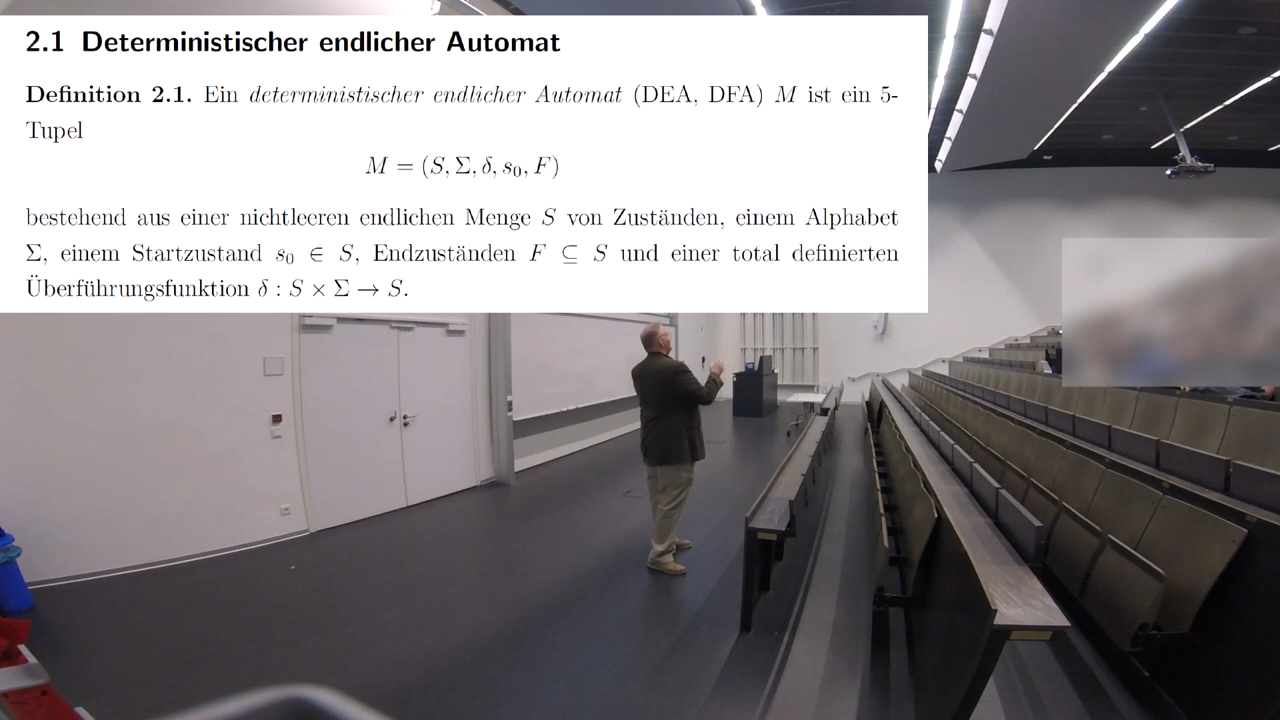 2.1 Deterministischer endlicher Automat
Definition 2.1. Ein deterministischer endlicher Automat (DEA, DFA) M ist ein 5-
Tupel
M = (S, Σ, δ, s₀, F)
bestehend aus einer nichtleeren endlichen Menge S von Zuständen, einem Alphabet
Σ, einem Startzustand s₀ ∈ S, Endzuständen F ⊆ S und einer total definierten
Überführungsfunktion δ : S × Σ → S.